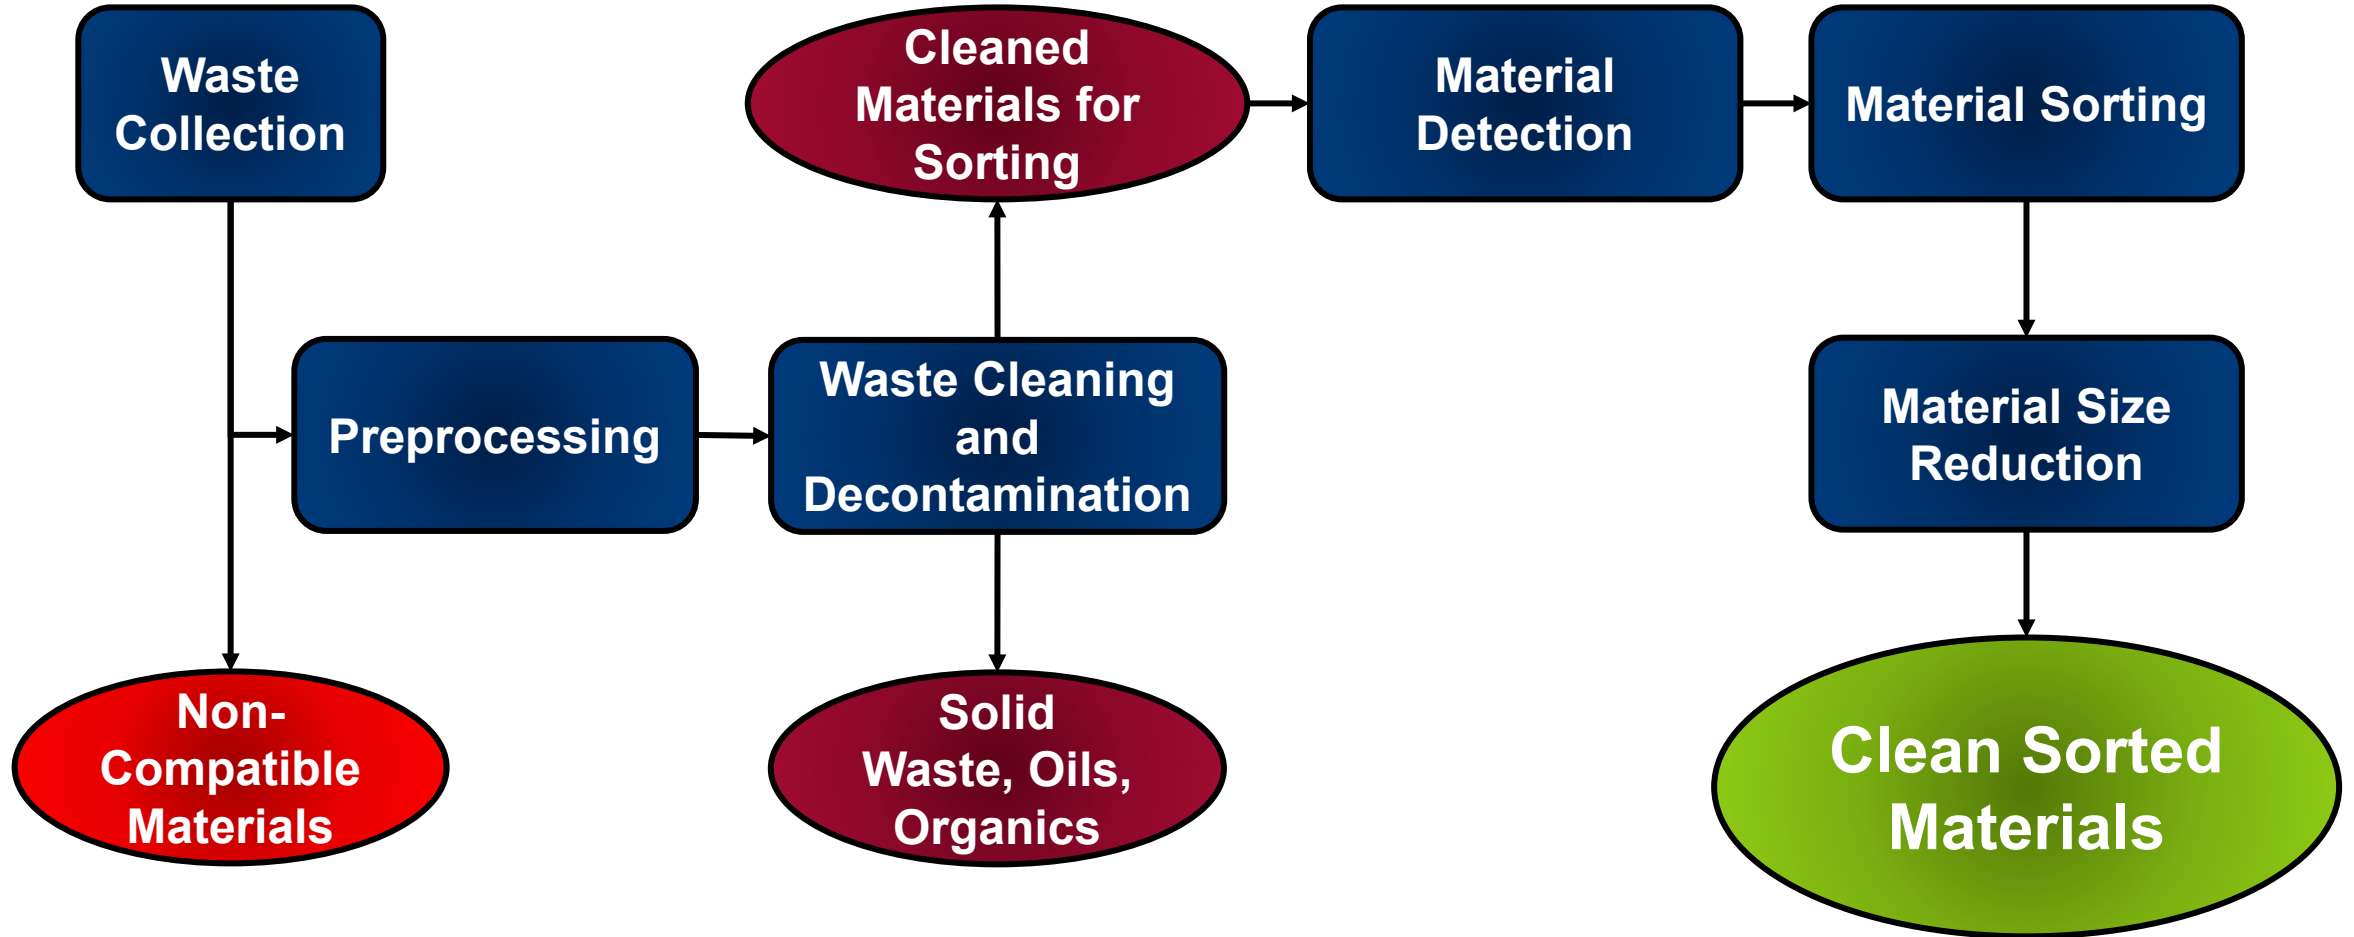 Waste
Collection
Cleaned
Materials for
Sorting
Material
Detection
Material Sorting
Preprocessing
Waste Cleaning
and
Decontamination
Material Size
Reduction
Non-
Compatible
Materials
Solid
Waste, Oils,
Organics
Clean Sorted
Materials